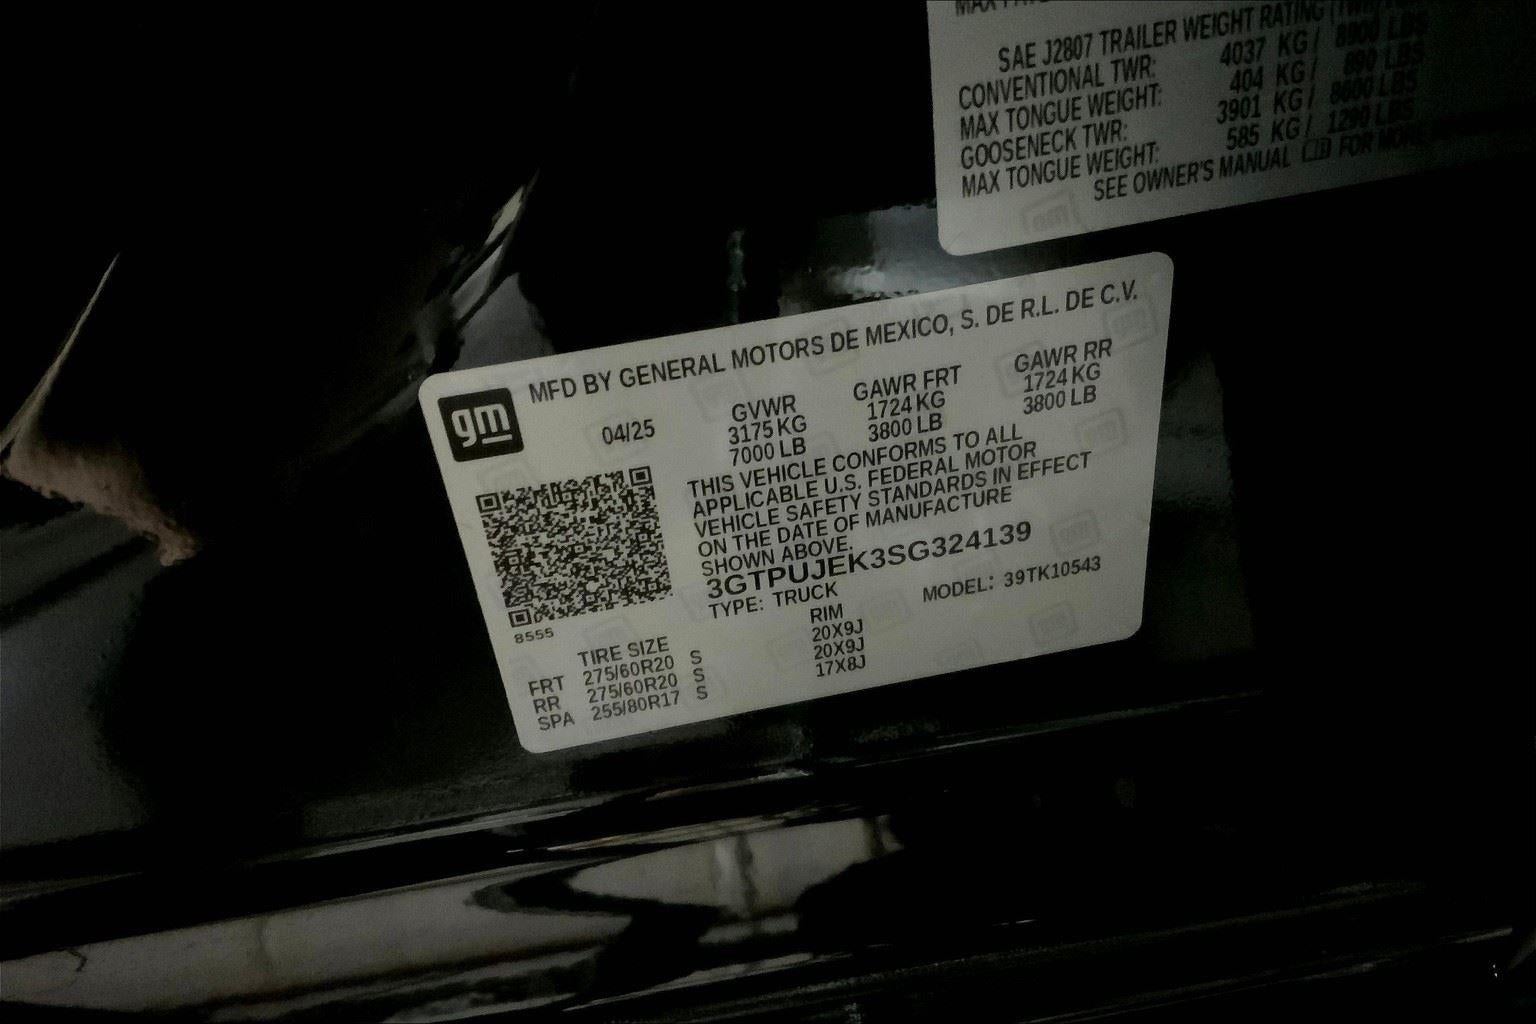 SAE J2807 TRAILER WEIGHT RATING
CONVENTIONAL TWR: 4037 KG / 8900 LBS
MAX TONGUE WEIGHT: 404 KG / 890 LBS
GOOSENECK TWR: 3901 KG / 8600 LBS
MAX TONGUE WEIGHT: 585 KG / 1290 LBS
SEE OWNER'S MANUAL FOR MORE
gm
MFD BY GENERAL MOTORS DE MEXICO, S. DE R.L. DE C.V.
04/25 GVWR GAWR FRT GAWR RR
3175 KG 1724 KG 1724 KG
7000 LB 3800 LB 3800 LB
THIS VEHICLE CONFORMS TO ALL
APPLICABLE U.S. FEDERAL MOTOR
VEHICLE SAFETY STANDARDS IN EFFECT
ON THE DATE OF MANUFACTURE
SHOWN ABOVE.
3GTPUJEK3SG324139
TYPE: TRUCK MODEL: 39TK10543
8555
TIRE SIZE RIM
FRT 275/60R20 S 20X9J
RR 275/60R20 S 20X9J
SPA 255/80R17 S 17X8J